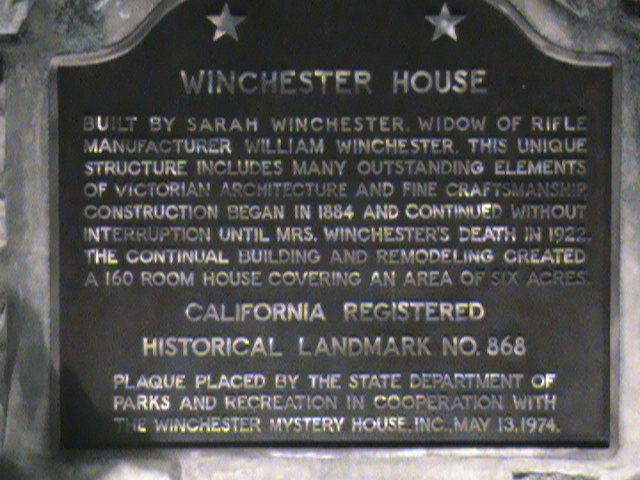 WINCHESTER HOUSE
BUILT BY SARAH WINCHESTER, WIDOW OF RIFLE
MANUFACTURER WILLIAM WINCHESTER. THIS UNIQUE
STRUCTURE INCLUDES MANY OUTSTANDING ELEMENTS
OF VICTORIAN ARCHITECTURE AND FINE CRAFTSMANSHIP.
CONSTRUCTION BEGAN IN 1884 AND CONTINUED WITHOUT
INTERRUPTION UNTIL MRS. WINCHESTER'S DEATH IN 1922.
THE CONTINUAL BUILDING AND REMODELING CREATED
A 160 ROOM HOUSE COVERING AN AREA OF SIX ACRES.
CALIFORNIA REGISTERED
HISTORICAL LANDMARK NO. 868
PLAQUE PLACED BY THE STATE DEPARTMENT OF
PARKS AND RECREATION IN COOPERATION WITH
THE WINCHESTER MYSTERY HOUSE, INC., MAY 13, 1974.